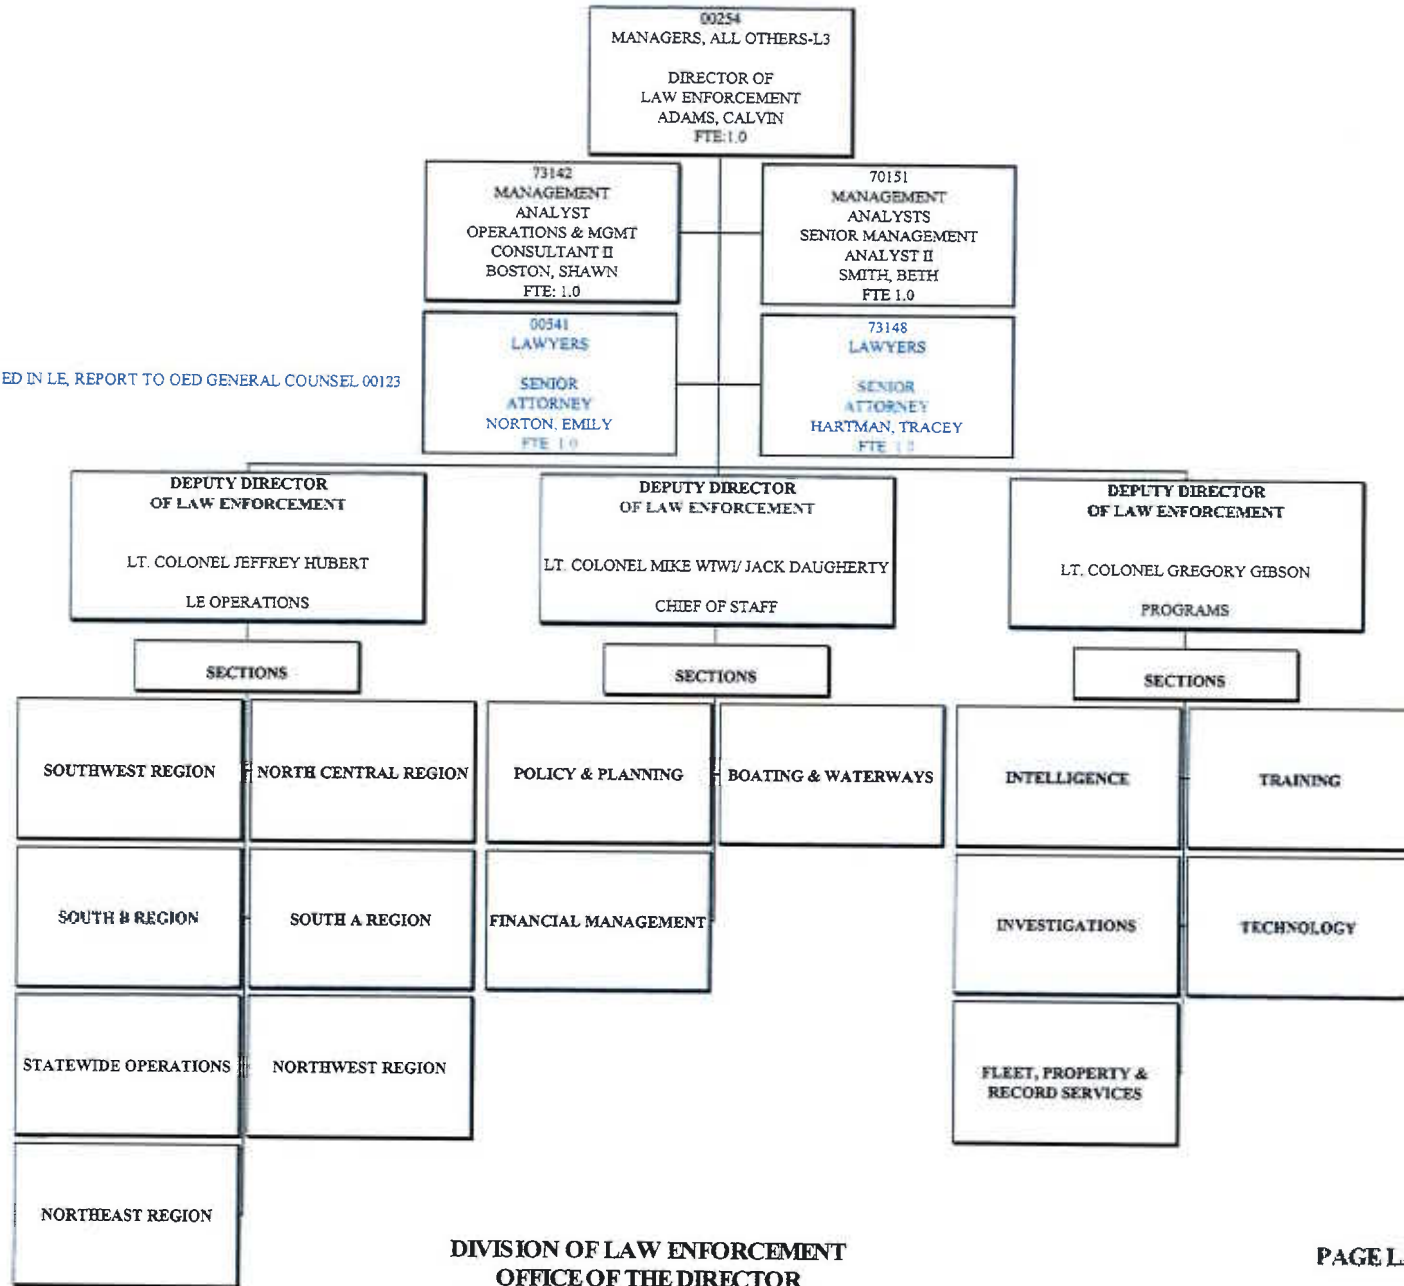 00254
MANAGERS, ALL OTHERS-L3
DIRECTOR OF
LAW ENFORCEMENT
ADAMS, CALVIN
FTE:1.0
73142
MANAGEMENT
ANALYST
OPERATIONS & MGMT
CONSULTANT II
BOSTON, SHAWN
FTE: 1.0
70151
MANAGEMENT
ANALYSTS
SENIOR MANAGEMENT
ANALYST II
SMITH, BETH
FTE 1.0
ED IN LE, REPORT TO OED GENERAL COUNSEL 00123
00541
LAWYERS
SENIOR
ATTORNEY
NORTON, EMILY
FTE 1.0
73148
LAWYERS
SENIOR
ATTORNEY
HARTMAN, TRACEY
FTE 1.0
DEPUTY DIRECTOR
OF LAW ENFORCEMENT
LT. COLONEL JEFFREY HUBERT
LE OPERATIONS
DEPUTY DIRECTOR
OF LAW ENFORCEMENT
LT. COLONEL MIKE WIWI/ JACK DAUGHERTY
CHIEF OF STAFF
DEPUTY DIRECTOR
OF LAW ENFORCEMENT
LT. COLONEL GREGORY GIBSON
PROGRAMS
SECTIONS
SECTIONS
SECTIONS
SOUTHWEST REGION
NORTH CENTRAL REGION
SOUTH B REGION
SOUTH A REGION
STATEWIDE OPERATIONS
NORTHWEST REGION
NORTHEAST REGION
POLICY & PLANNING
BOATING & WATERWAYS
FINANCIAL MANAGEMENT
INTELLIGENCE
TRAINING
INVESTIGATIONS
TECHNOLOGY
FLEET, PROPERTY &
RECORD SERVICES
DIVISION OF LAW ENFORCEMENT
OFFICE OF THE DIRECTOR
PAGE L